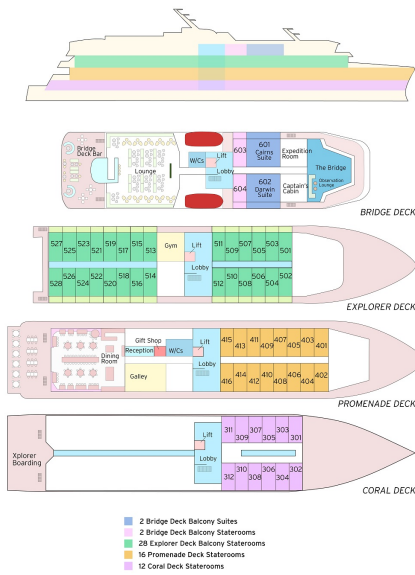 Bridge
Deck Bar
Lounge
W/Cs
Lift
Lobby
603
604
601
Cairns
Suite
602
Darwin
Suite
Expedition
Room
Captain's
Cabin
The Bridge
Observation
Lounge
BRIDGE DECK
527 523 519 515
525 521 517 513
526 522 518 514
528 524 520 516
Gym
Lift
Lobby
511 507 503
509 505 501
510 506 502
512 508 504
EXPLORER DECK
Dining
Room
Gift Shop
Reception
W/Cs
Galley
Lift
Lobby
415 411 407 403
413 409 405 401
414 410 406 402
416 412 408 404
PROMENADE DECK
Xplorer
Boarding
Lift
Lobby
311 307 303
309 305 301
310 306 302
312 308 304
CORAL DECK
2 Bridge Deck Balcony Suites
2 Bridge Deck Balcony Staterooms
28 Explorer Deck Balcony Staterooms
16 Promenade Deck Staterooms
12 Coral Deck Staterooms